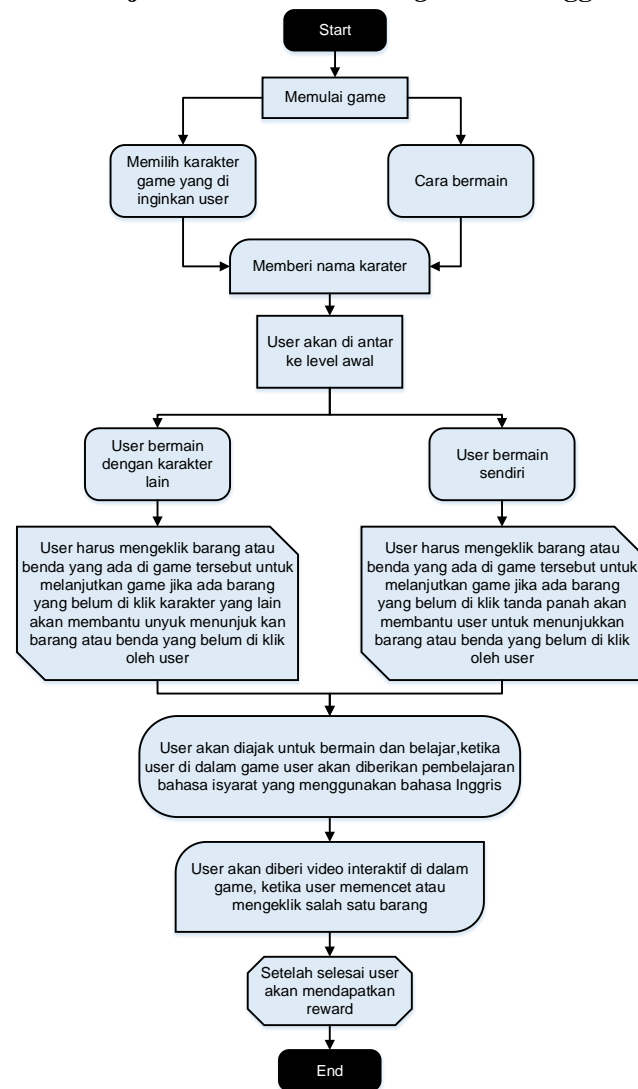 Start
Memulai game
Memilih karakter
game yang di
inginkan user
Cara bermain
Memberi nama karater
User akan di antar
ke level awal
User bermain
dengan karakter
lain
User bermain
sendiri
User harus mengeklik barang atau
benda yang ada di game tersebut untuk
melanjutkan game jika ada barang
yang belum di klik karakter yang lain
akan membantu unyuk menunjuk kan
barang atau benda yang belum di klik
oleh user
User harus mengeklik barang atau
benda yang ada di game tersebut untuk
melanjutkan game jika ada barang
yang belum di klik tanda panah akan
membantu user untuk menunjukkan
barang atau benda yang belum di klik
oleh user
User akan diajak untuk bermain dan belajar,ketika
user di dalam game user akan diberikan pembelajaran
bahasa isyarat yang menggunakan bahasa Inggris
User akan diberi video interaktif di dalam
game, ketika user memencet atau
mengeklik salah satu barang
Setelah selesai user
akan mendapatkan
reward
End